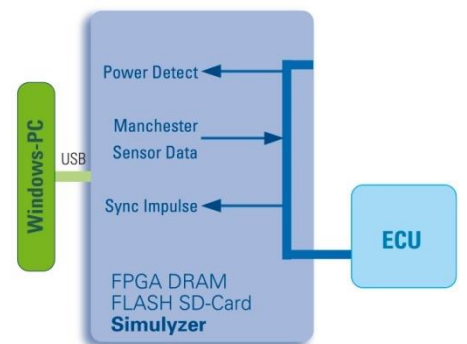 Windows-PC
USB
Power Detect
Manchester
Sensor Data
Sync Impulse
FPGA DRAM
FLASH SD-Card
Simulyzer
ECU